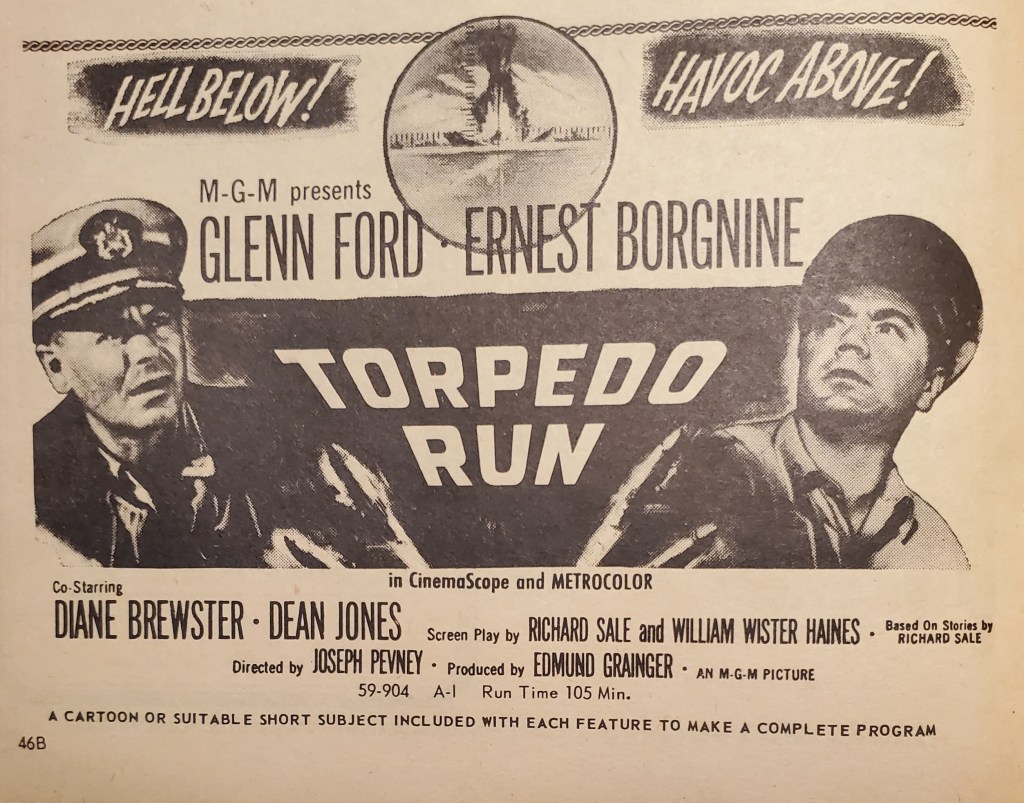 HELL BELOW!
HAVOC ABOVE!
M-G-M presents
GLENN FORD · ERNEST BORGNINE
TORPEDO
RUN
in CinemaScope and METROCOLOR
Co-Starring
DIANE BREWSTER · DEAN JONES
Screen Play by RICHARD SALE and WILLIAM WISTER HAINES · Based On Stories by
RICHARD SALE
Directed by JOSEPH PEVNEY · Produced by EDMUND GRAINGER · AN M-G-M PICTURE
59-904 A-I Run Time 105 Min.
A CARTOON OR SUITABLE SHORT SUBJECT INCLUDED WITH EACH FEATURE TO MAKE A COMPLETE PROGRAM
46B